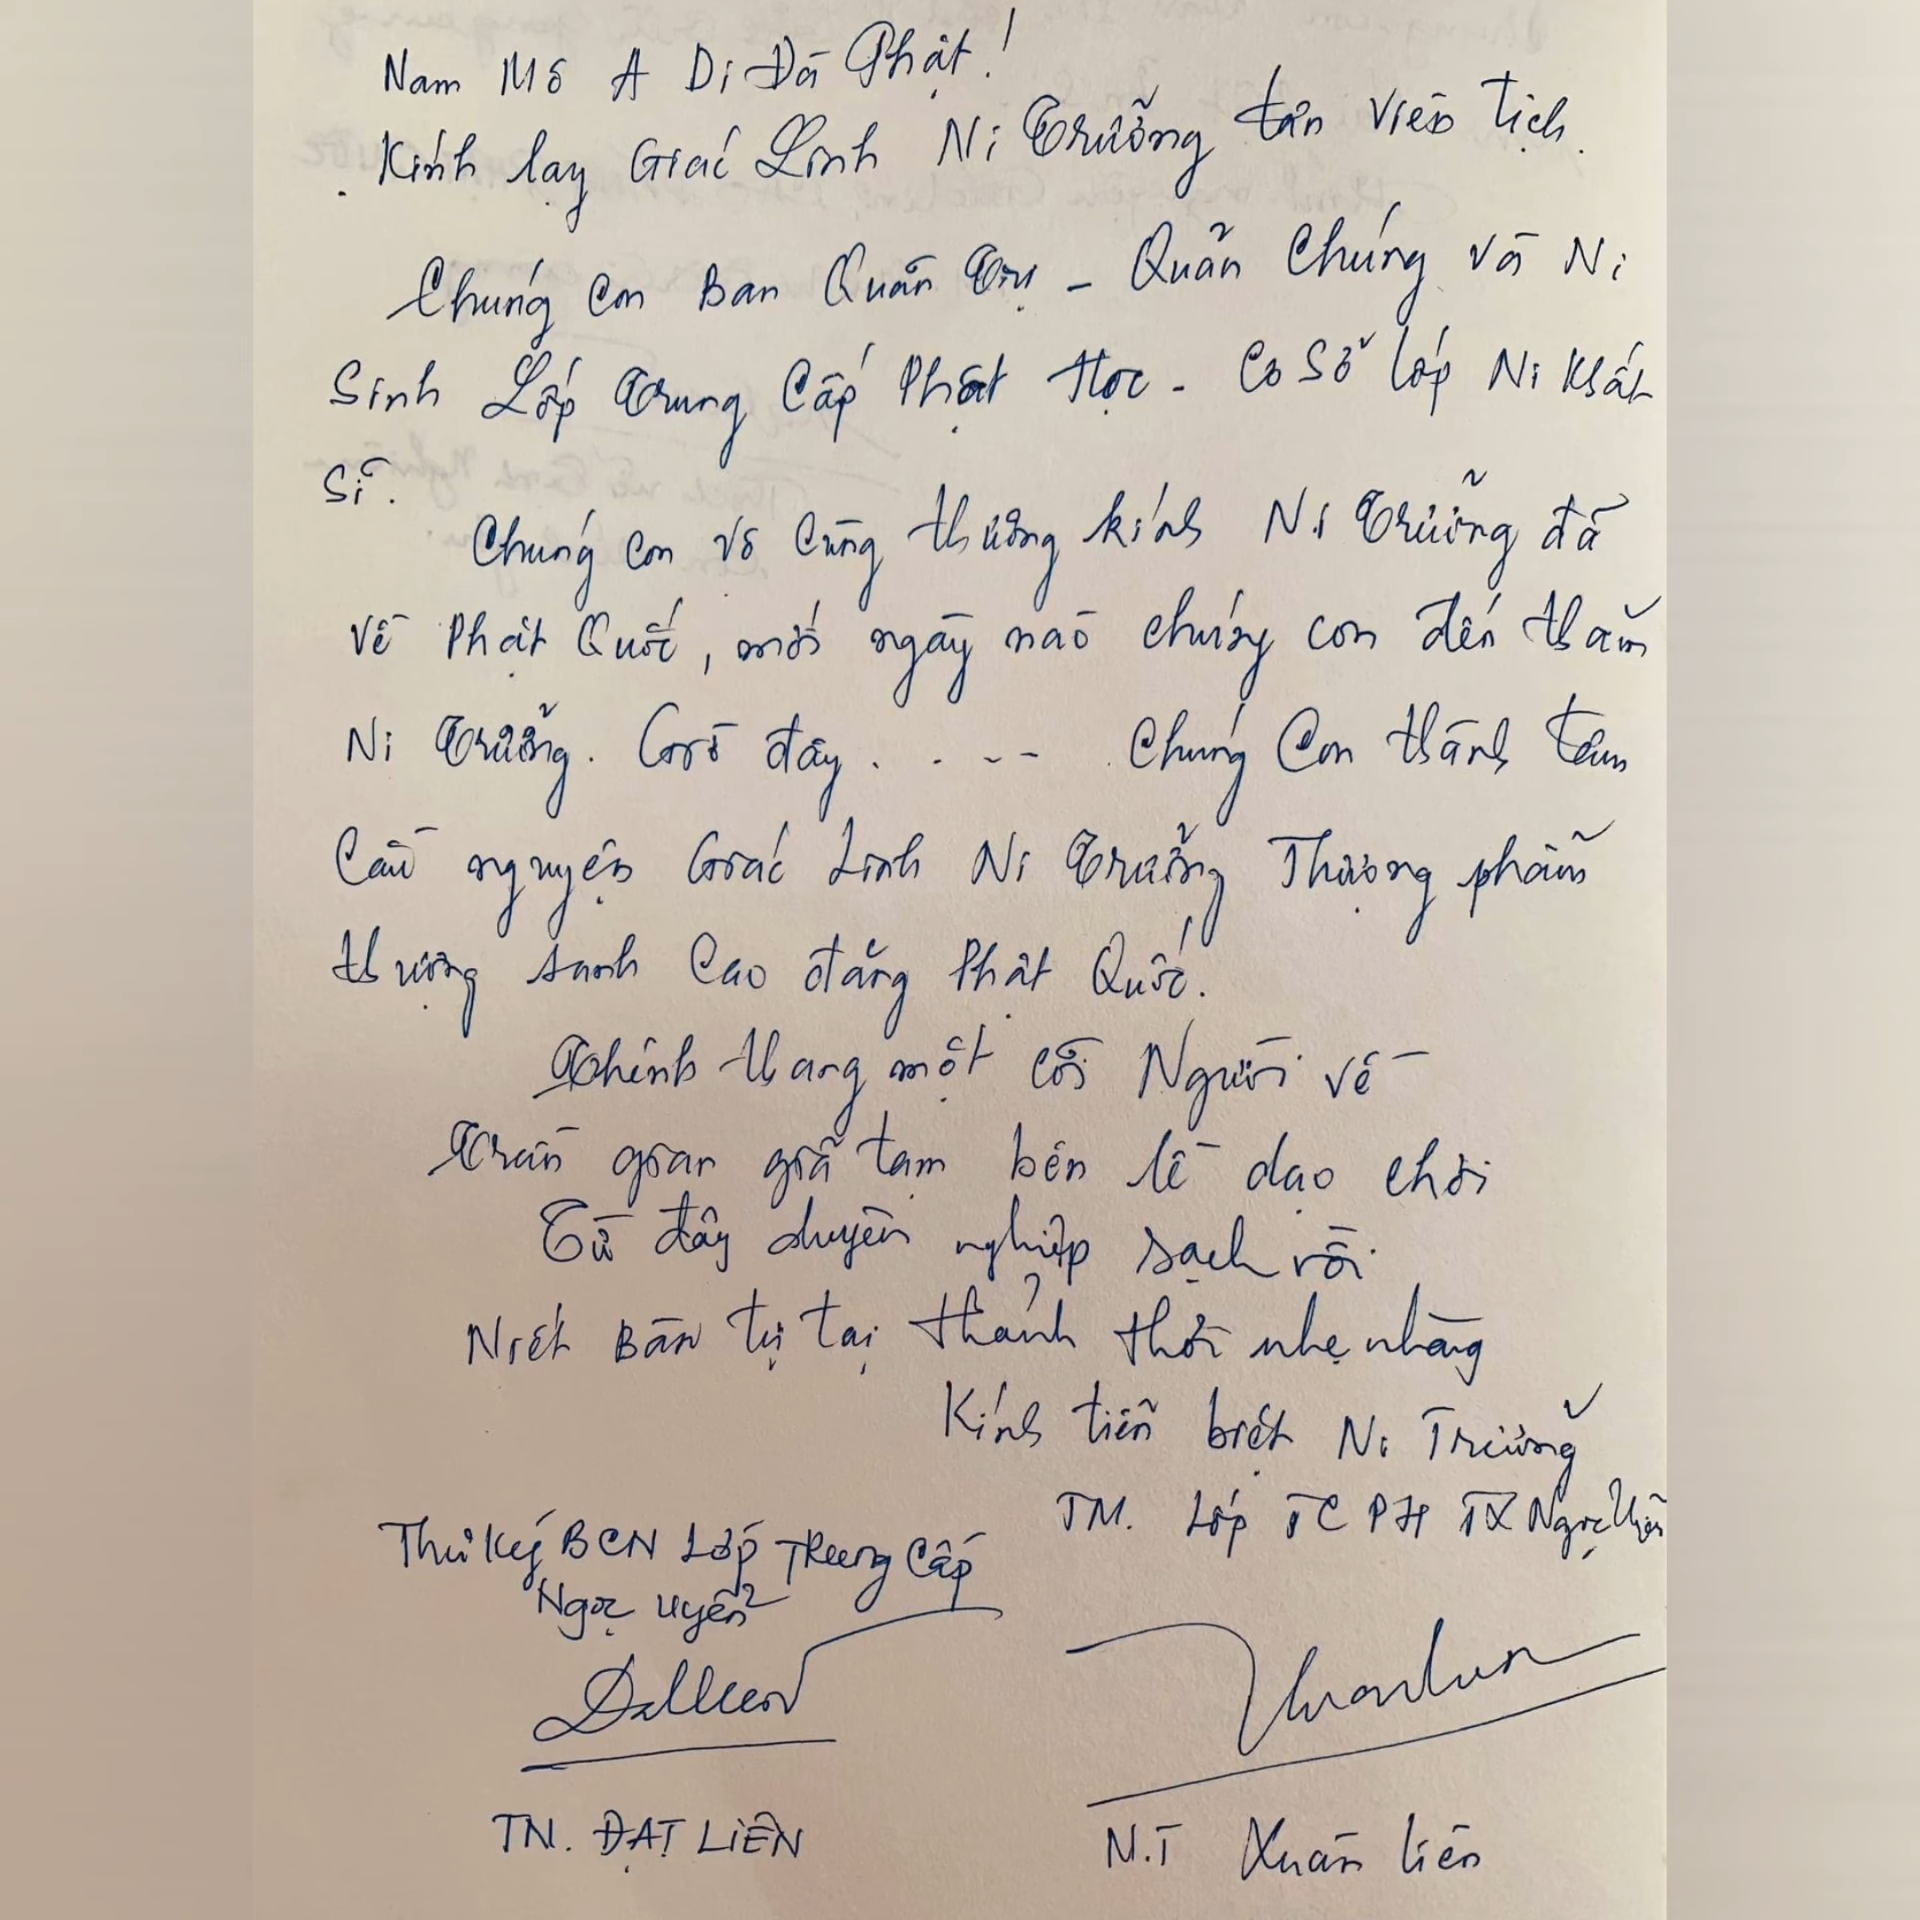 Nam Mô A Di Đà Phật!
Kính lạy Giác Linh Ni Trưởng tân viên tịch.
Chúng con Ban Quản Trị - Quản Chúng và Ni
Sinh Lớp Trung Cấp Phật Học - Cơ Sở lớp Ni Khất
Sĩ.
Chúng con vô cùng thương kính Ni Trưởng đã
về Phật Quốc, mới ngày nào chúng con đến thăm
Ni Trưởng. Giờ đây . . - - Chúng Con thành tâm
Cầu nguyện Giác Linh Ni Trưởng Thượng phẩm
thượng sanh Cao đăng Phật Quốc.
Thênh thang một cõi Người về
Trần gian giả tạm bên lề dạo chơi
Từ đây duyên nghiệp sạch rồi
Niết Bàn tự tại thảnh thơi nhẹ nhàng
Kính tiễn biệt Ni Trưởng
TM. Lớp TC PH TX Ngọc Uyển
Thư Ký BCN Lớp Trung Cấp
Ngọc Uyển
TN. ĐẠT LIÊN
N.T Xuân Liên